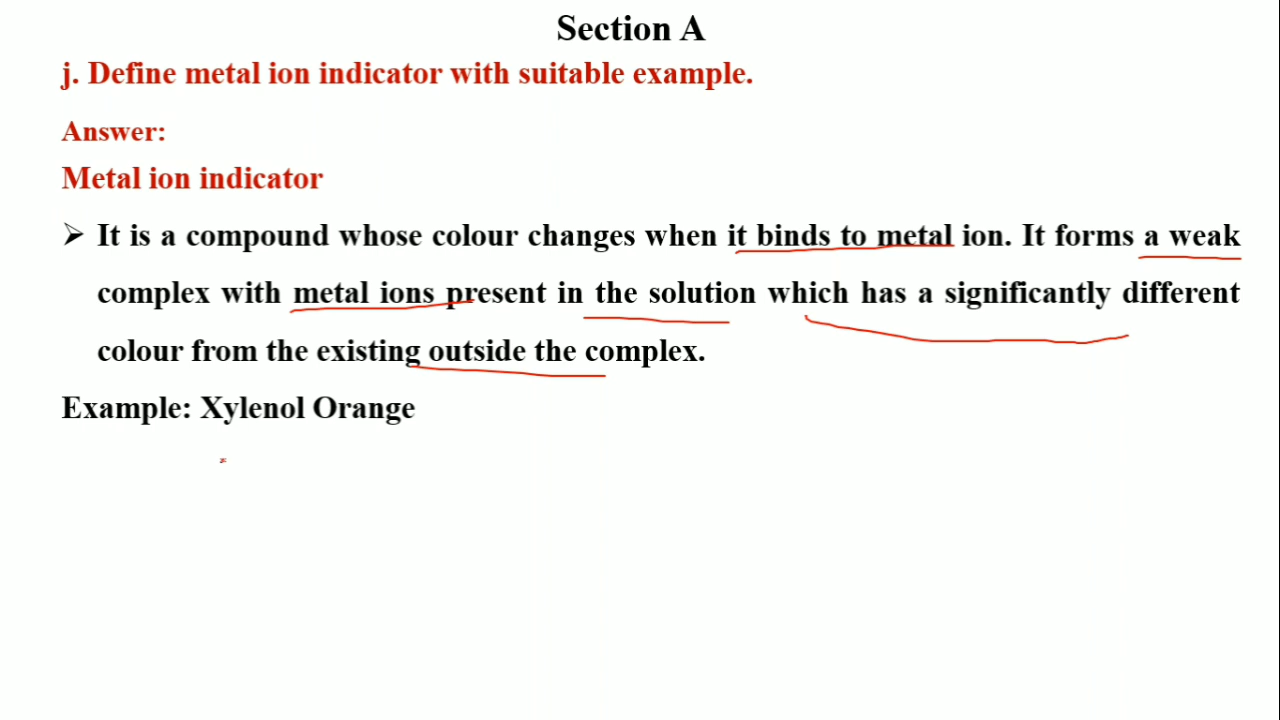 Section A
j. Define metal ion indicator with suitable example.
Answer:
Metal ion indicator
➢ It is a compound whose colour changes when it binds to metal ion. It forms a weak
complex with metal ions present in the solution which has a significantly different
colour from the existing outside the complex.
Example: Xylenol Orange